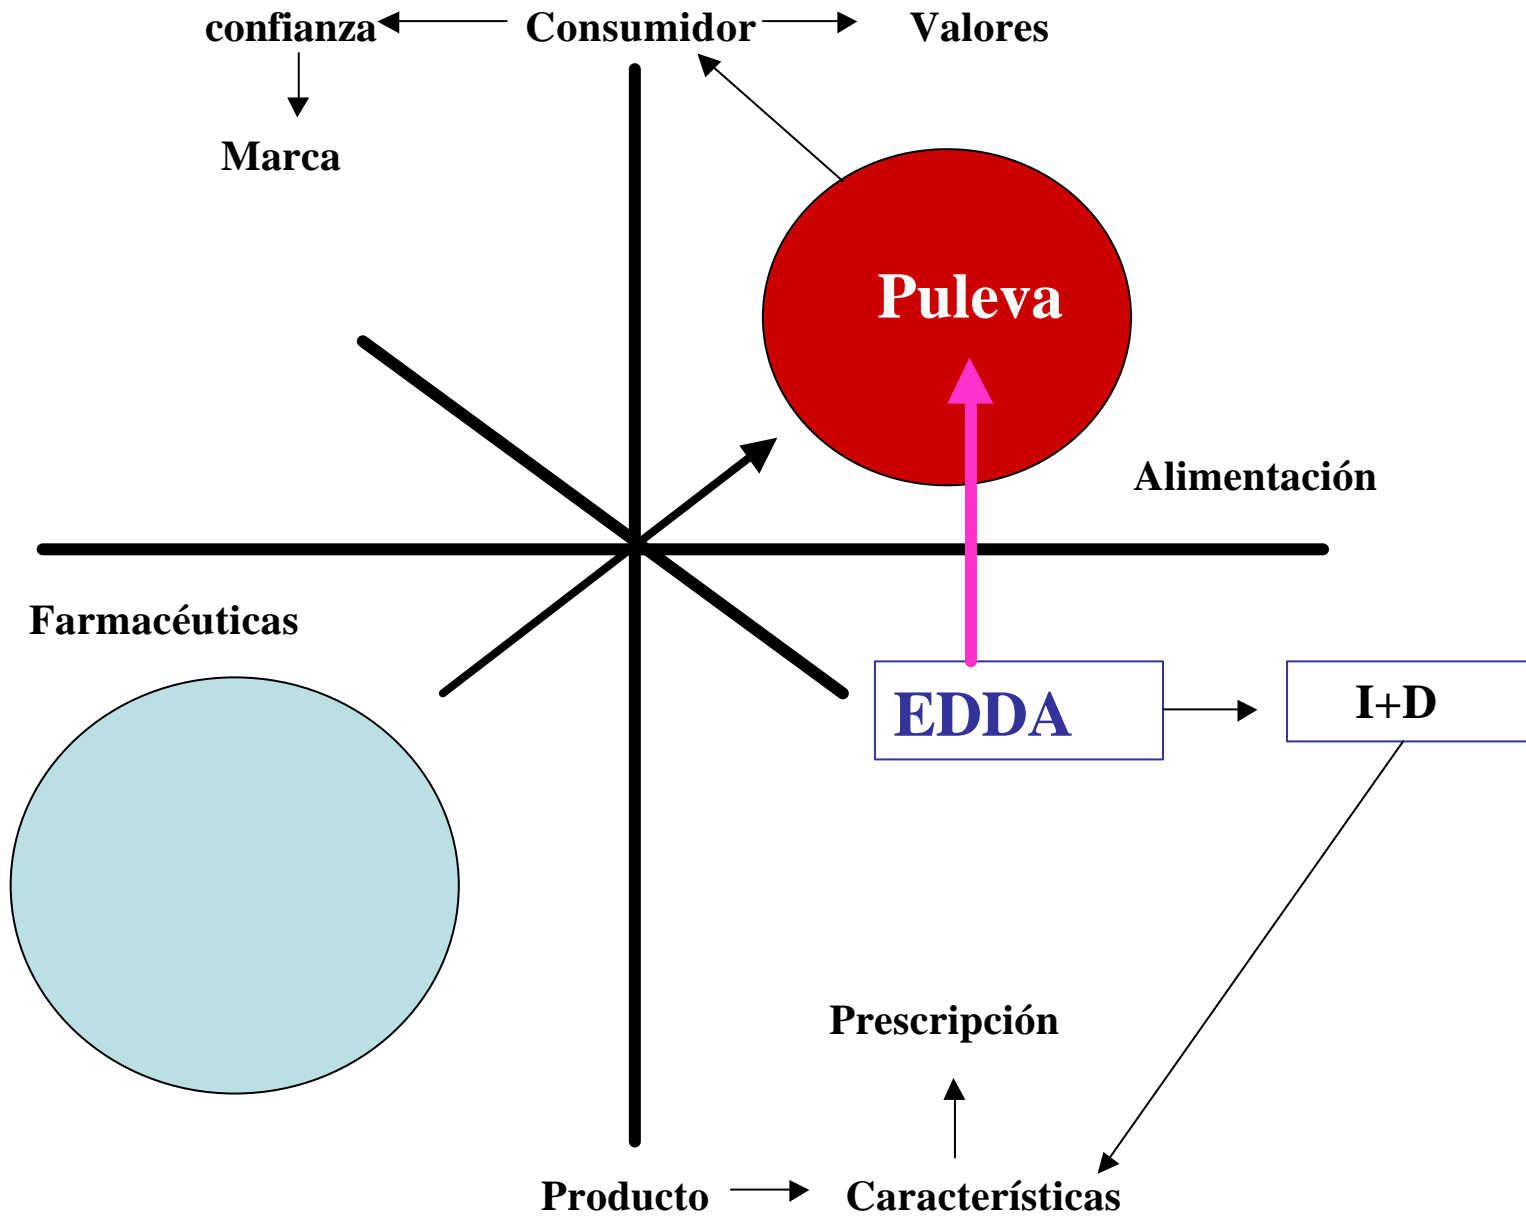 confianza Consumidor Valores
Marca
Puleva
Alimentación
Farmacéuticas
EDDA I+D
Prescripción
Producto Características